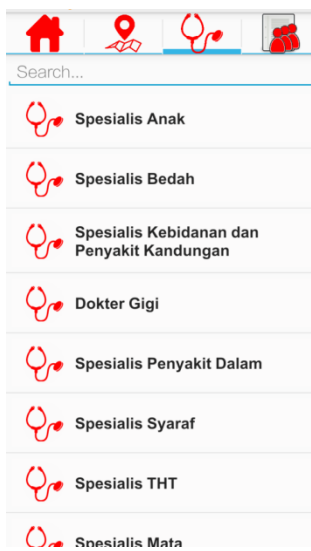 Search...
Spesialis Anak
Spesialis Bedah
Spesialis Kebidanan dan
Penyakit Kandungan
Dokter Gigi
Spesialis Penyakit Dalam
Spesialis Syaraf
Spesialis THT
Spesialis Mata